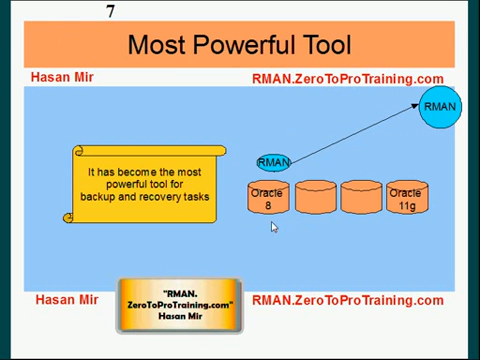 7
Most Powerful Tool
Hasan Mir
RMAN.ZeroToProTraining.com
RMAN
It has become the most
powerful tool for
backup and recovery tasks
RMAN
Oracle
8
Oracle
11g
"RMAN.
ZeroToProTraining.com"
Hasan Mir
Hasan Mir
RMAN.ZeroToProTraining.com